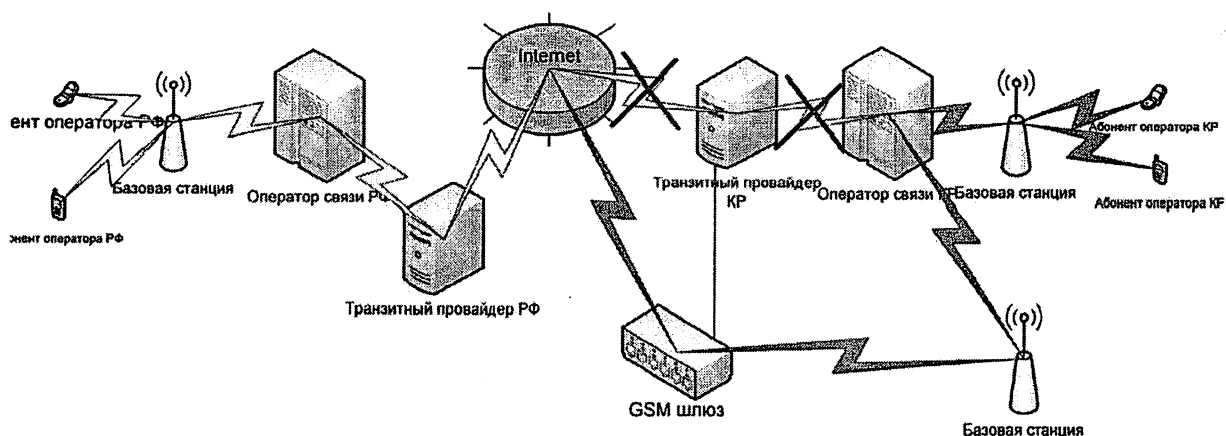 Internet
ент оператора РФ
Базовая станция
Оператор связи РФ
Транзитный провайдер
КР
Оператор связи
Базовая станция
Абонент оператора КР
Абонент оператора КР
онент оператора РФ
Транзитный провайдер РФ
GSM шлюз
Базовая станция